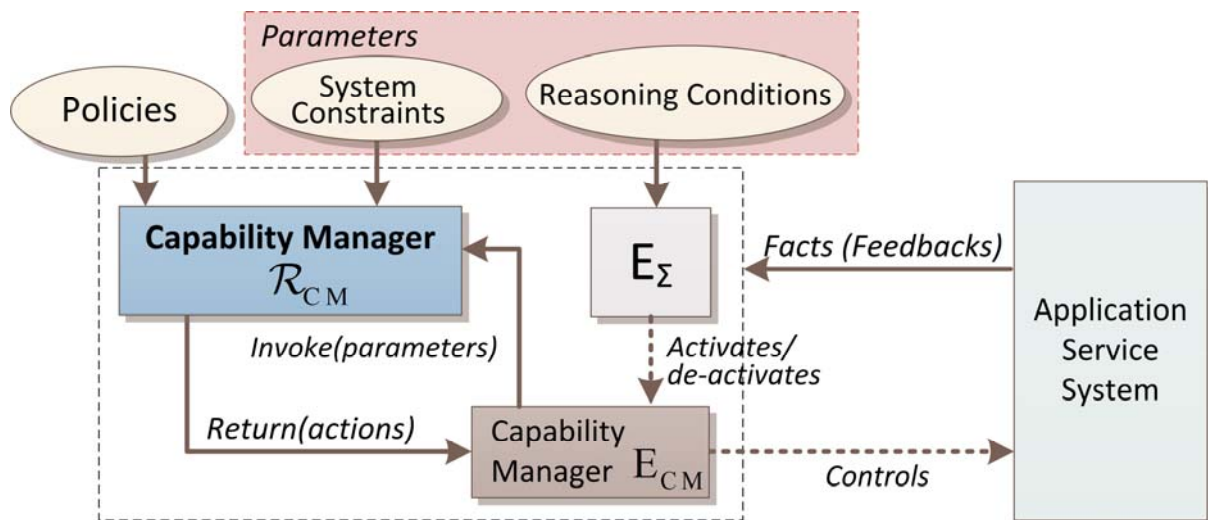 Parameters
Policies
System
Constraints
Reasoning Conditions
Capability Manager
ℛCM
EΣ
Facts (Feedbacks)
Application
Service
System
Invoke(parameters)
Activates/
de-activates
Return(actions)
Capability
Manager ECM
Controls